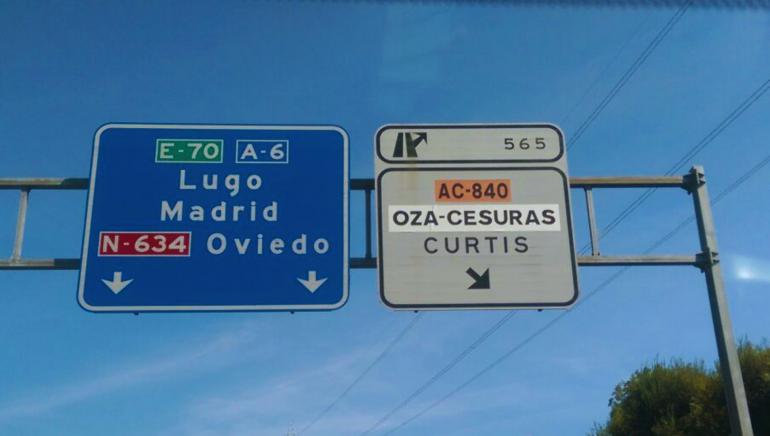 E-70 A-6
Lugo
Madrid
N-634 Oviedo
565
AC-840
OZA-CESURAS
CURTIS